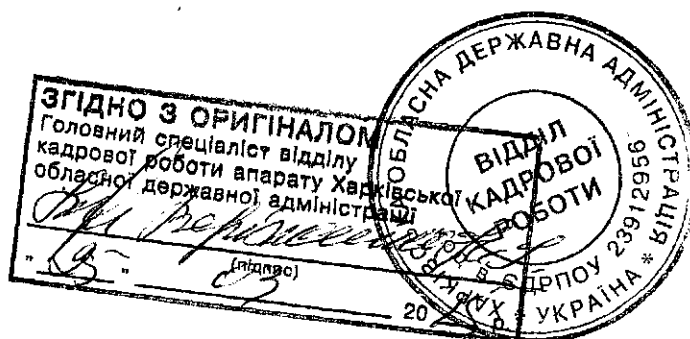 ЗГІДНО З ОРИГІНАЛОМ
Головний спеціаліст відділу
кадрової роботи апарату Харківської
обласної державної адміністрації
(підпис)
" " 03 20 р
ХАРКІВСЬКА ОБЛАСНА ДЕРЖАВНА АДМІНІСТРАЦІЯ
* УКРАЇНА *
ЄДРПОУ 23912956
ВІДДІЛ
КАДРОВОЇ
РОБОТИ